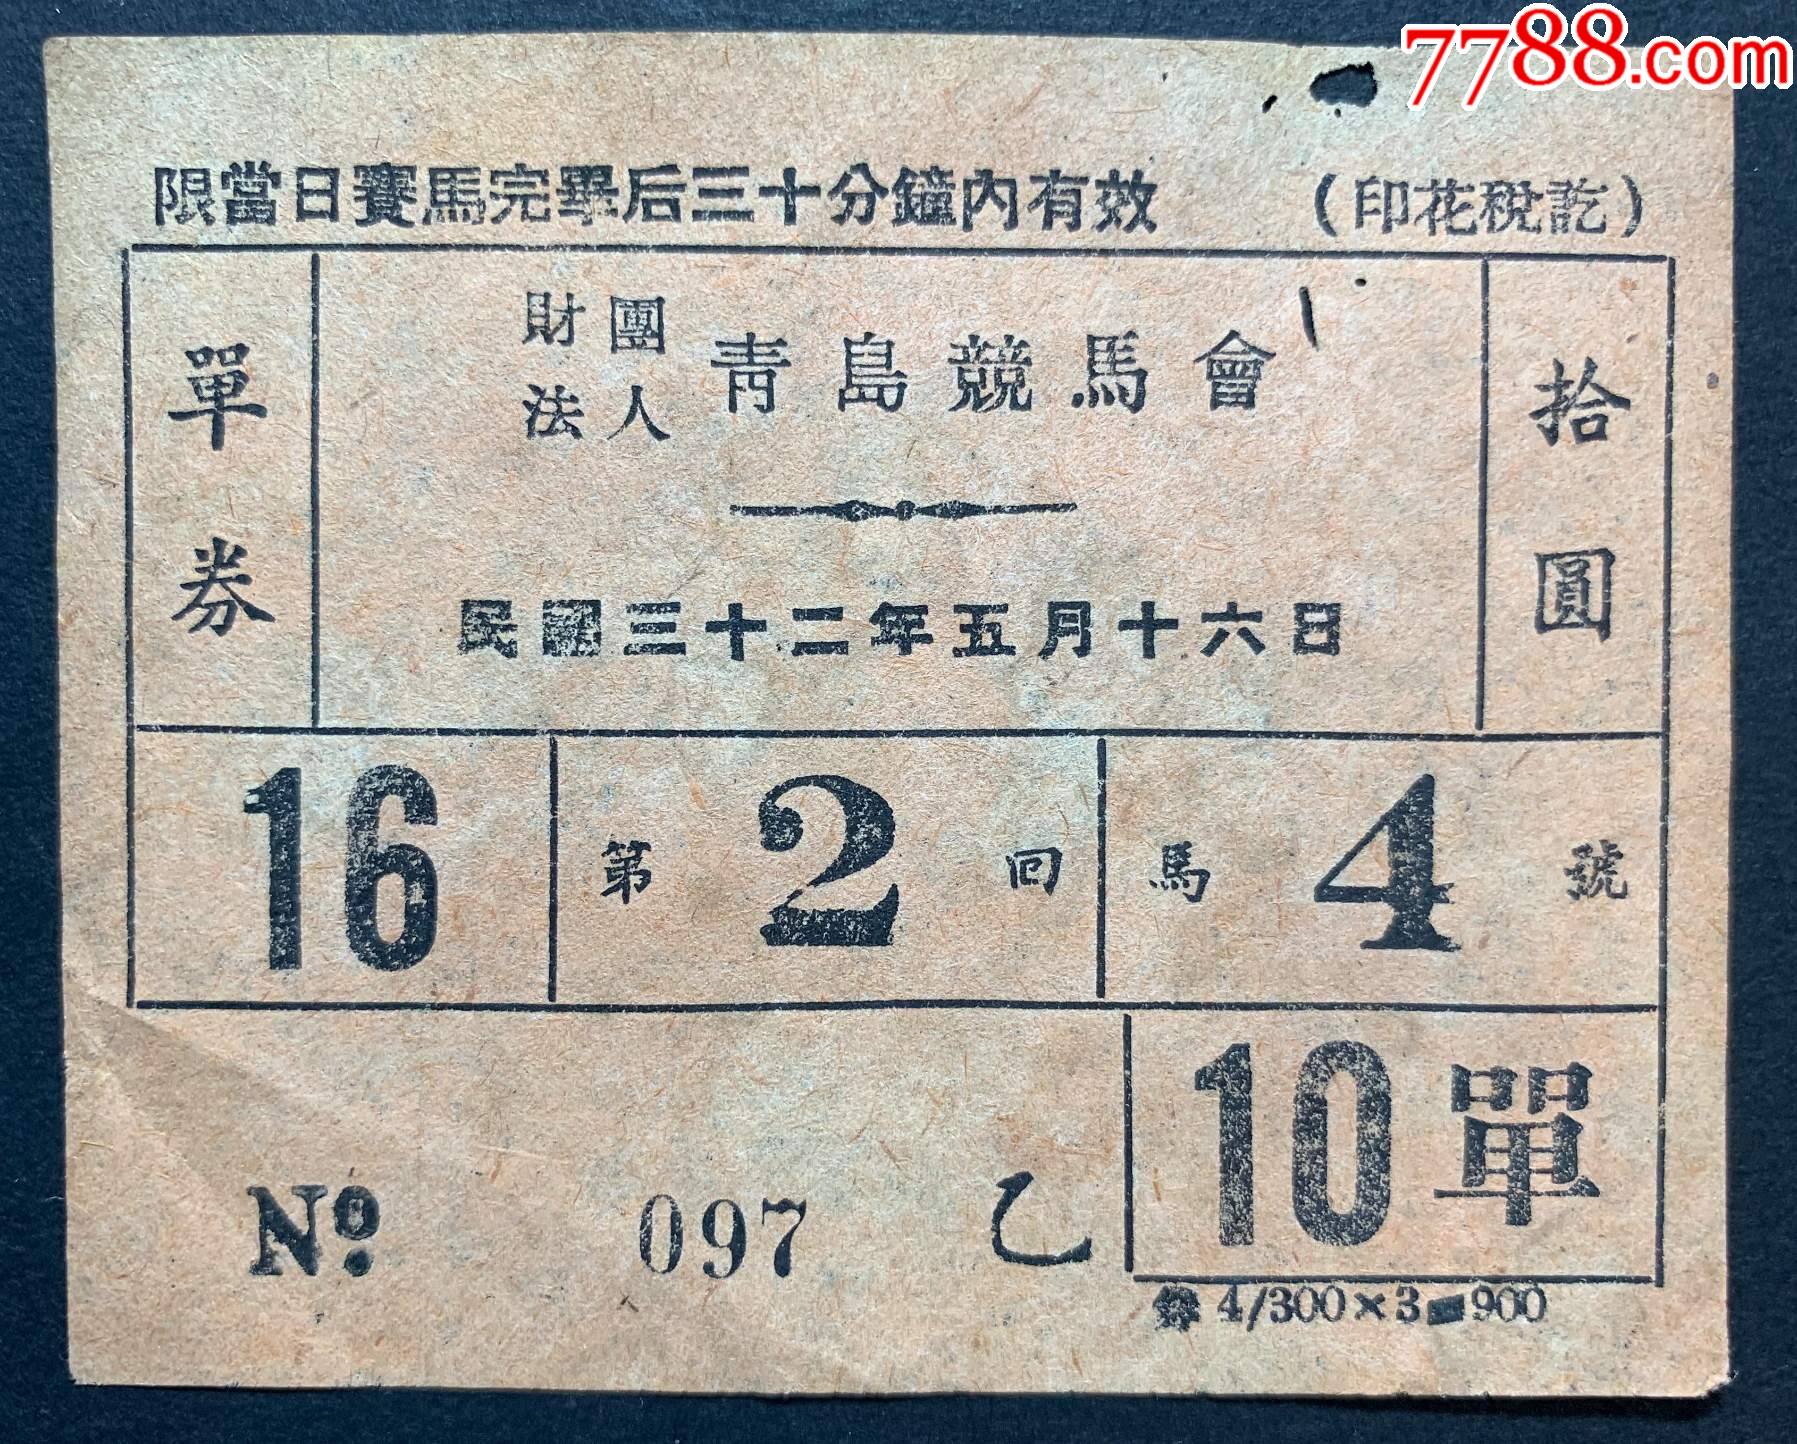 7788.com
限當日賽馬完畢后三十分鐘內有效 (印花稅訖)
單券
財團法人 青島競馬會
拾圓
民國三十二年五月十六日
16 第 2 回 馬 4 號
No 097 乙 10 單
4/300×3 900